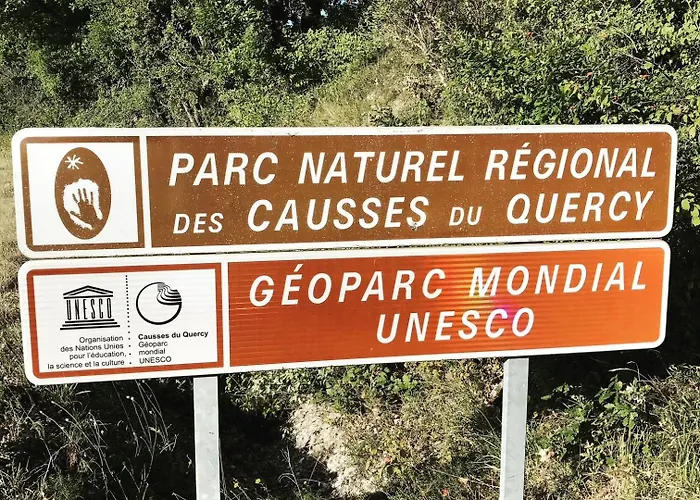 PARC NATUREL RÉGIONAL
DES CAUSSES DU QUERCY
GÉOPARC MONDIAL
UNESCO
UNESCO
Organisation
des Nations Unies
pour l'éducation,
la science et la culture
Causses du Quercy
Géoparc
mondial
UNESCO